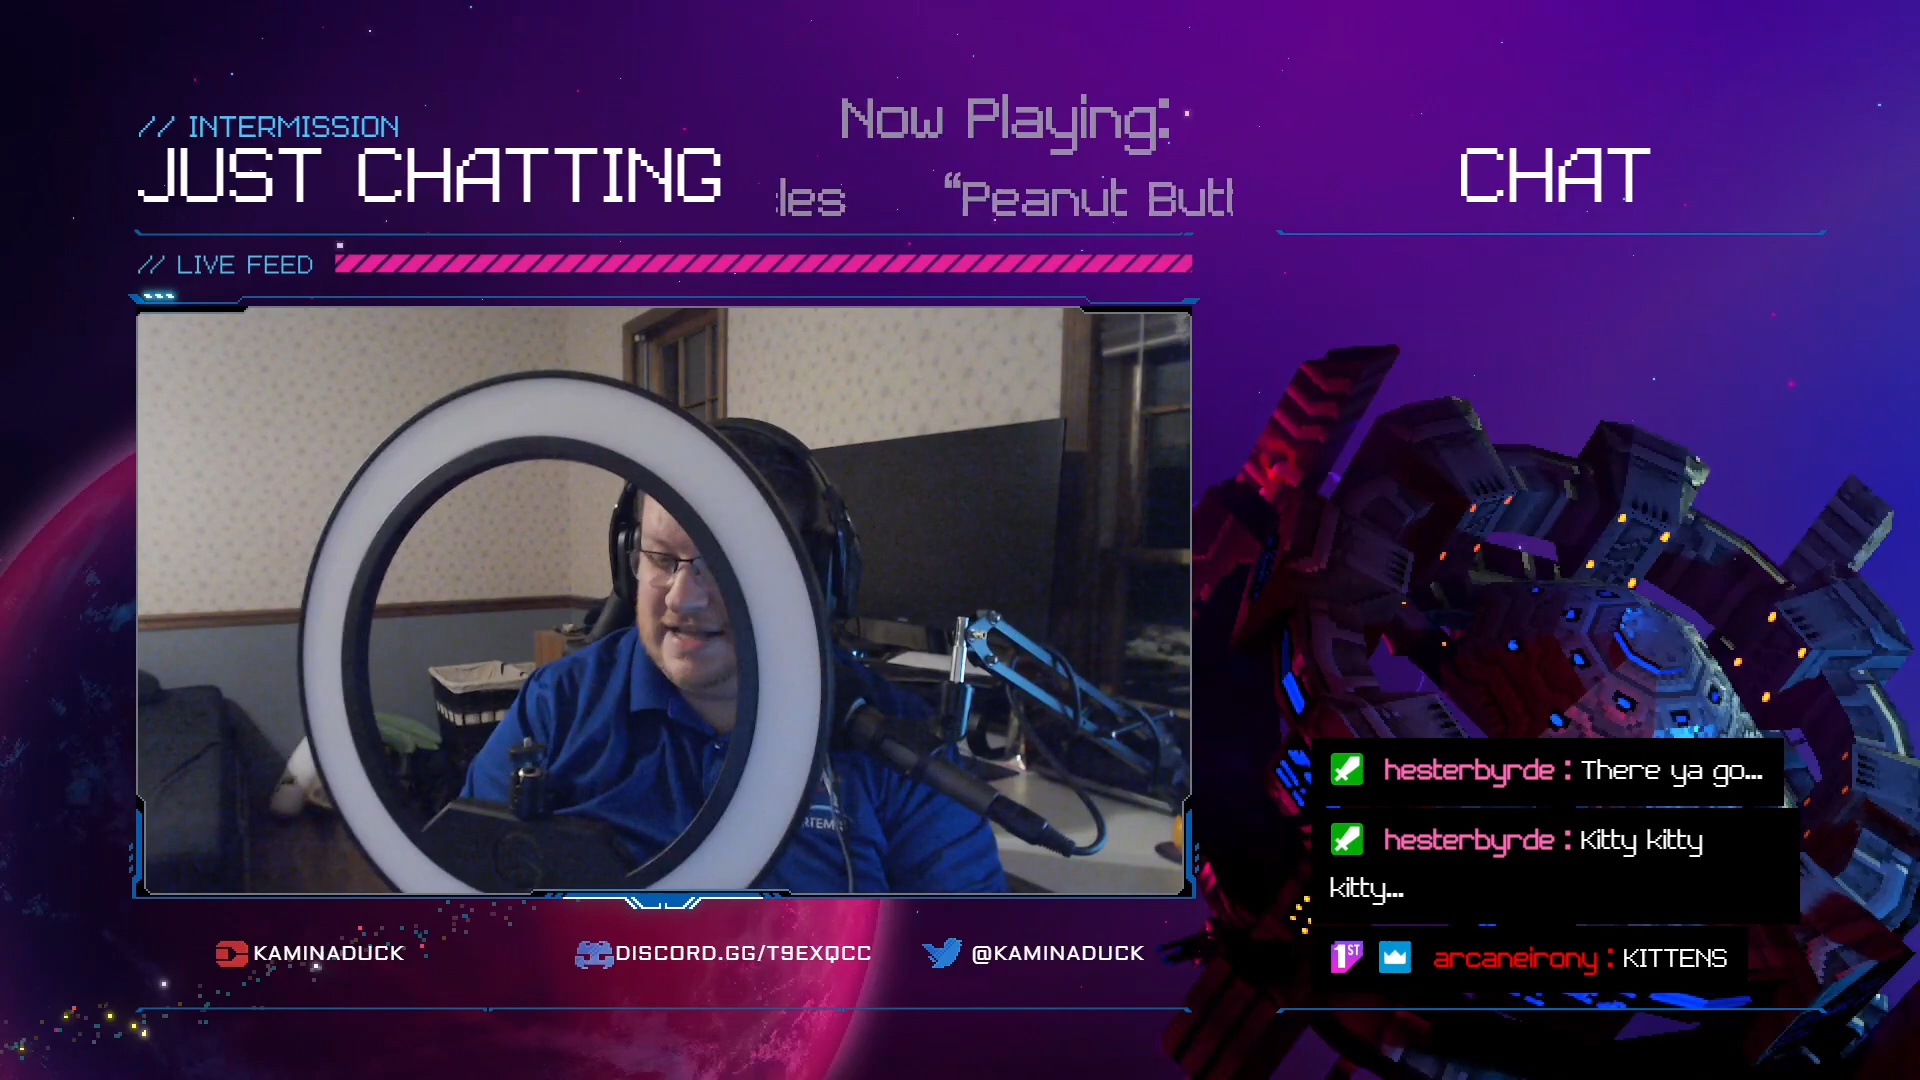 // INTERMISSION
JUST CHATTING
Now Playing:
les “Peanut Butt
CHAT
// LIVE FEED
hesterbyrde : There ya go...
hesterbyrde : Kitty kitty
kitty...
1ST arcaneirony : KITTENS
KAMINADUCK
DISCORD.GG/T9EXQCC
@KAMINADUCK